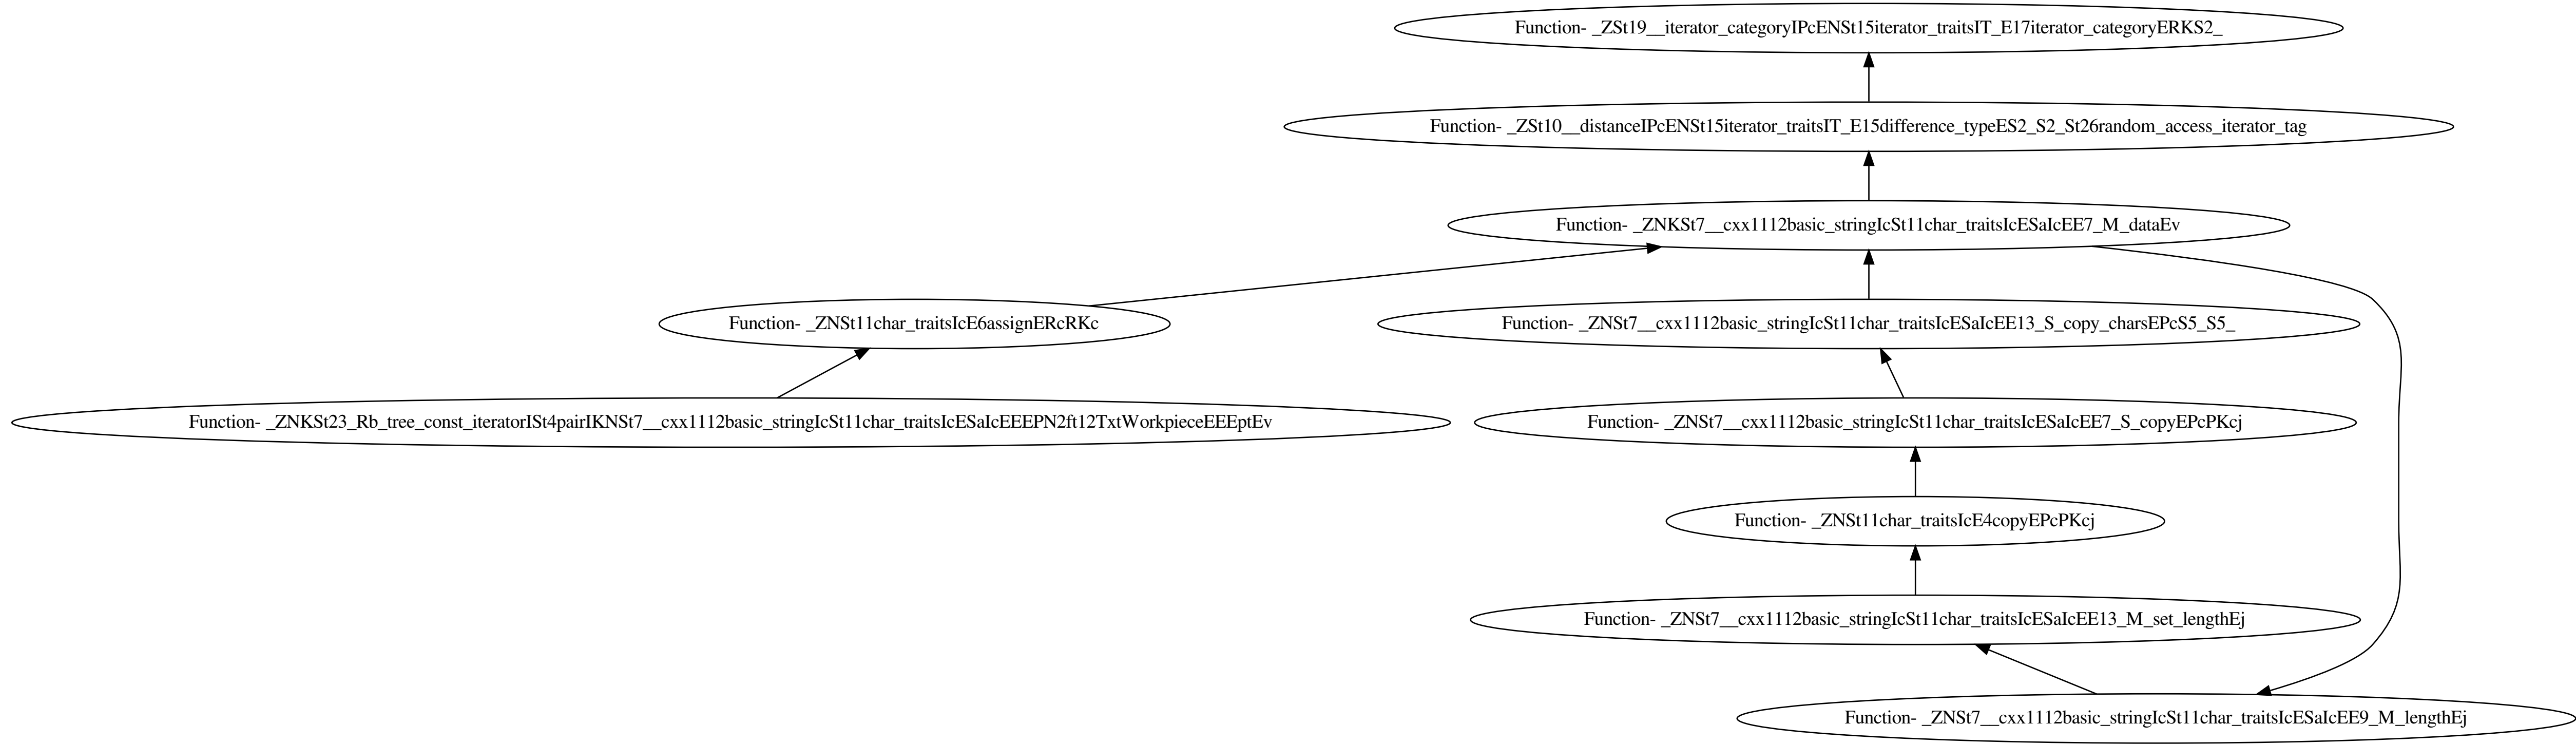 Function- _ZSt19__iterator_categoryIPcENSt15iterator_traitsIT_E17iterator_categoryERKS2_
Function- _ZSt10__distanceIPcENSt15iterator_traitsIT_E15difference_typeES2_S2_St26random_access_iterator_tag
Function- _ZNKSt7__cxx1112basic_stringIcSt11char_traitsIcESaIcEE7_M_dataEv
Function- _ZNSt11char_traitsIcE6assignERcRKc
Function- _ZNSt7__cxx1112basic_stringIcSt11char_traitsIcESaIcEE13_S_copy_charsEPcS5_S5_
Function- _ZNKSt23_Rb_tree_const_iteratorISt4pairIKNSt7__cxx1112basic_stringIcSt11char_traitsIcESaIcEEEPN2ft12TxtWorkpieceEEEptEv
Function- _ZNSt7__cxx1112basic_stringIcSt11char_traitsIcESaIcEE7_S_copyEPcPKcj
Function- _ZNSt11char_traitsIcE4copyEPcPKcj
Function- _ZNSt7__cxx1112basic_stringIcSt11char_traitsIcESaIcEE13_M_set_lengthEj
Function- _ZNSt7__cxx1112basic_stringIcSt11char_traitsIcESaIcEE9_M_lengthEj